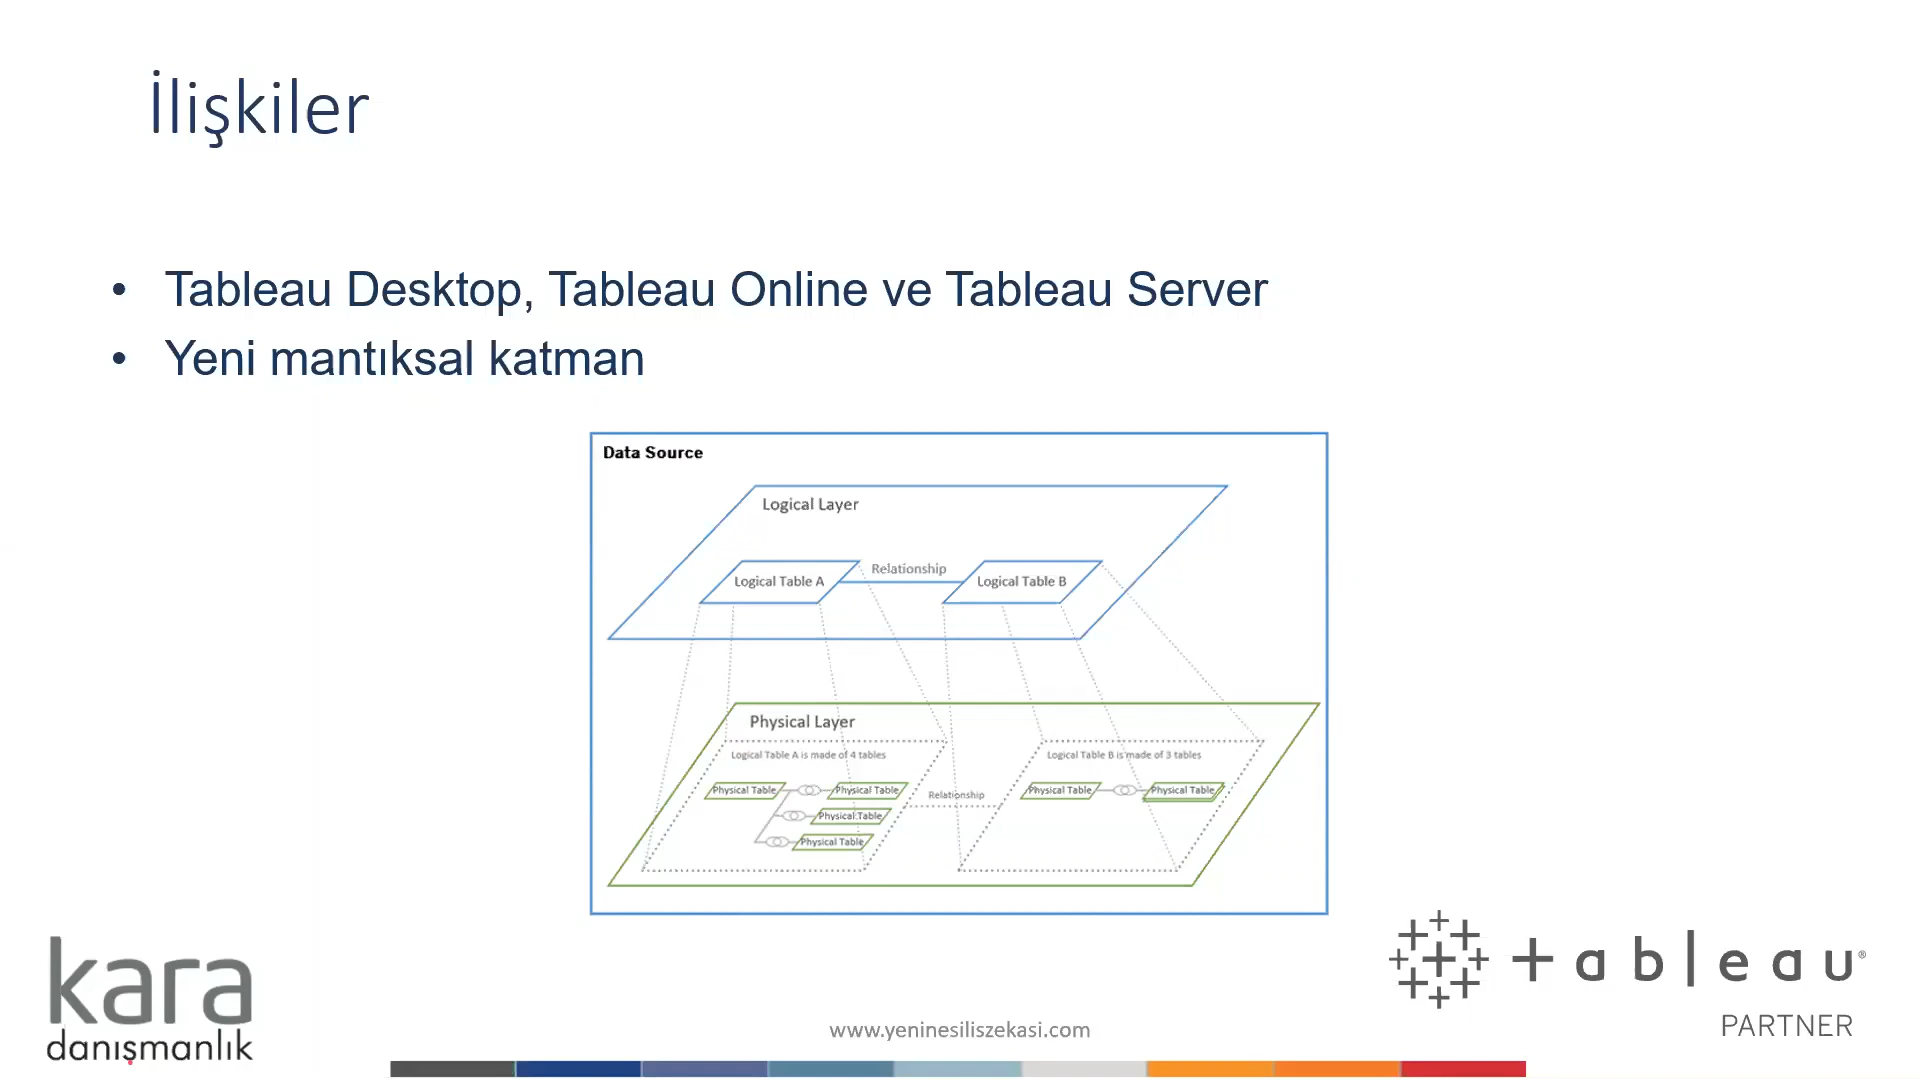 İlişkiler
• Tableau Desktop, Tableau Online ve Tableau Server
• Yeni mantıksal katman
Data Source
Logical Layer
Logical Table A
Relationship
Logical Table B
Physical Layer
Logical Table A is made of 4 tables
Logical Table B is made of 3 tables
Physical Table
Physical Table
Relationship
Physical Table
Physical Table
Physical Table
Physical Table
kara
danışmanlık
www.yeninesiliszekasi.com
+ableau®
PARTNER